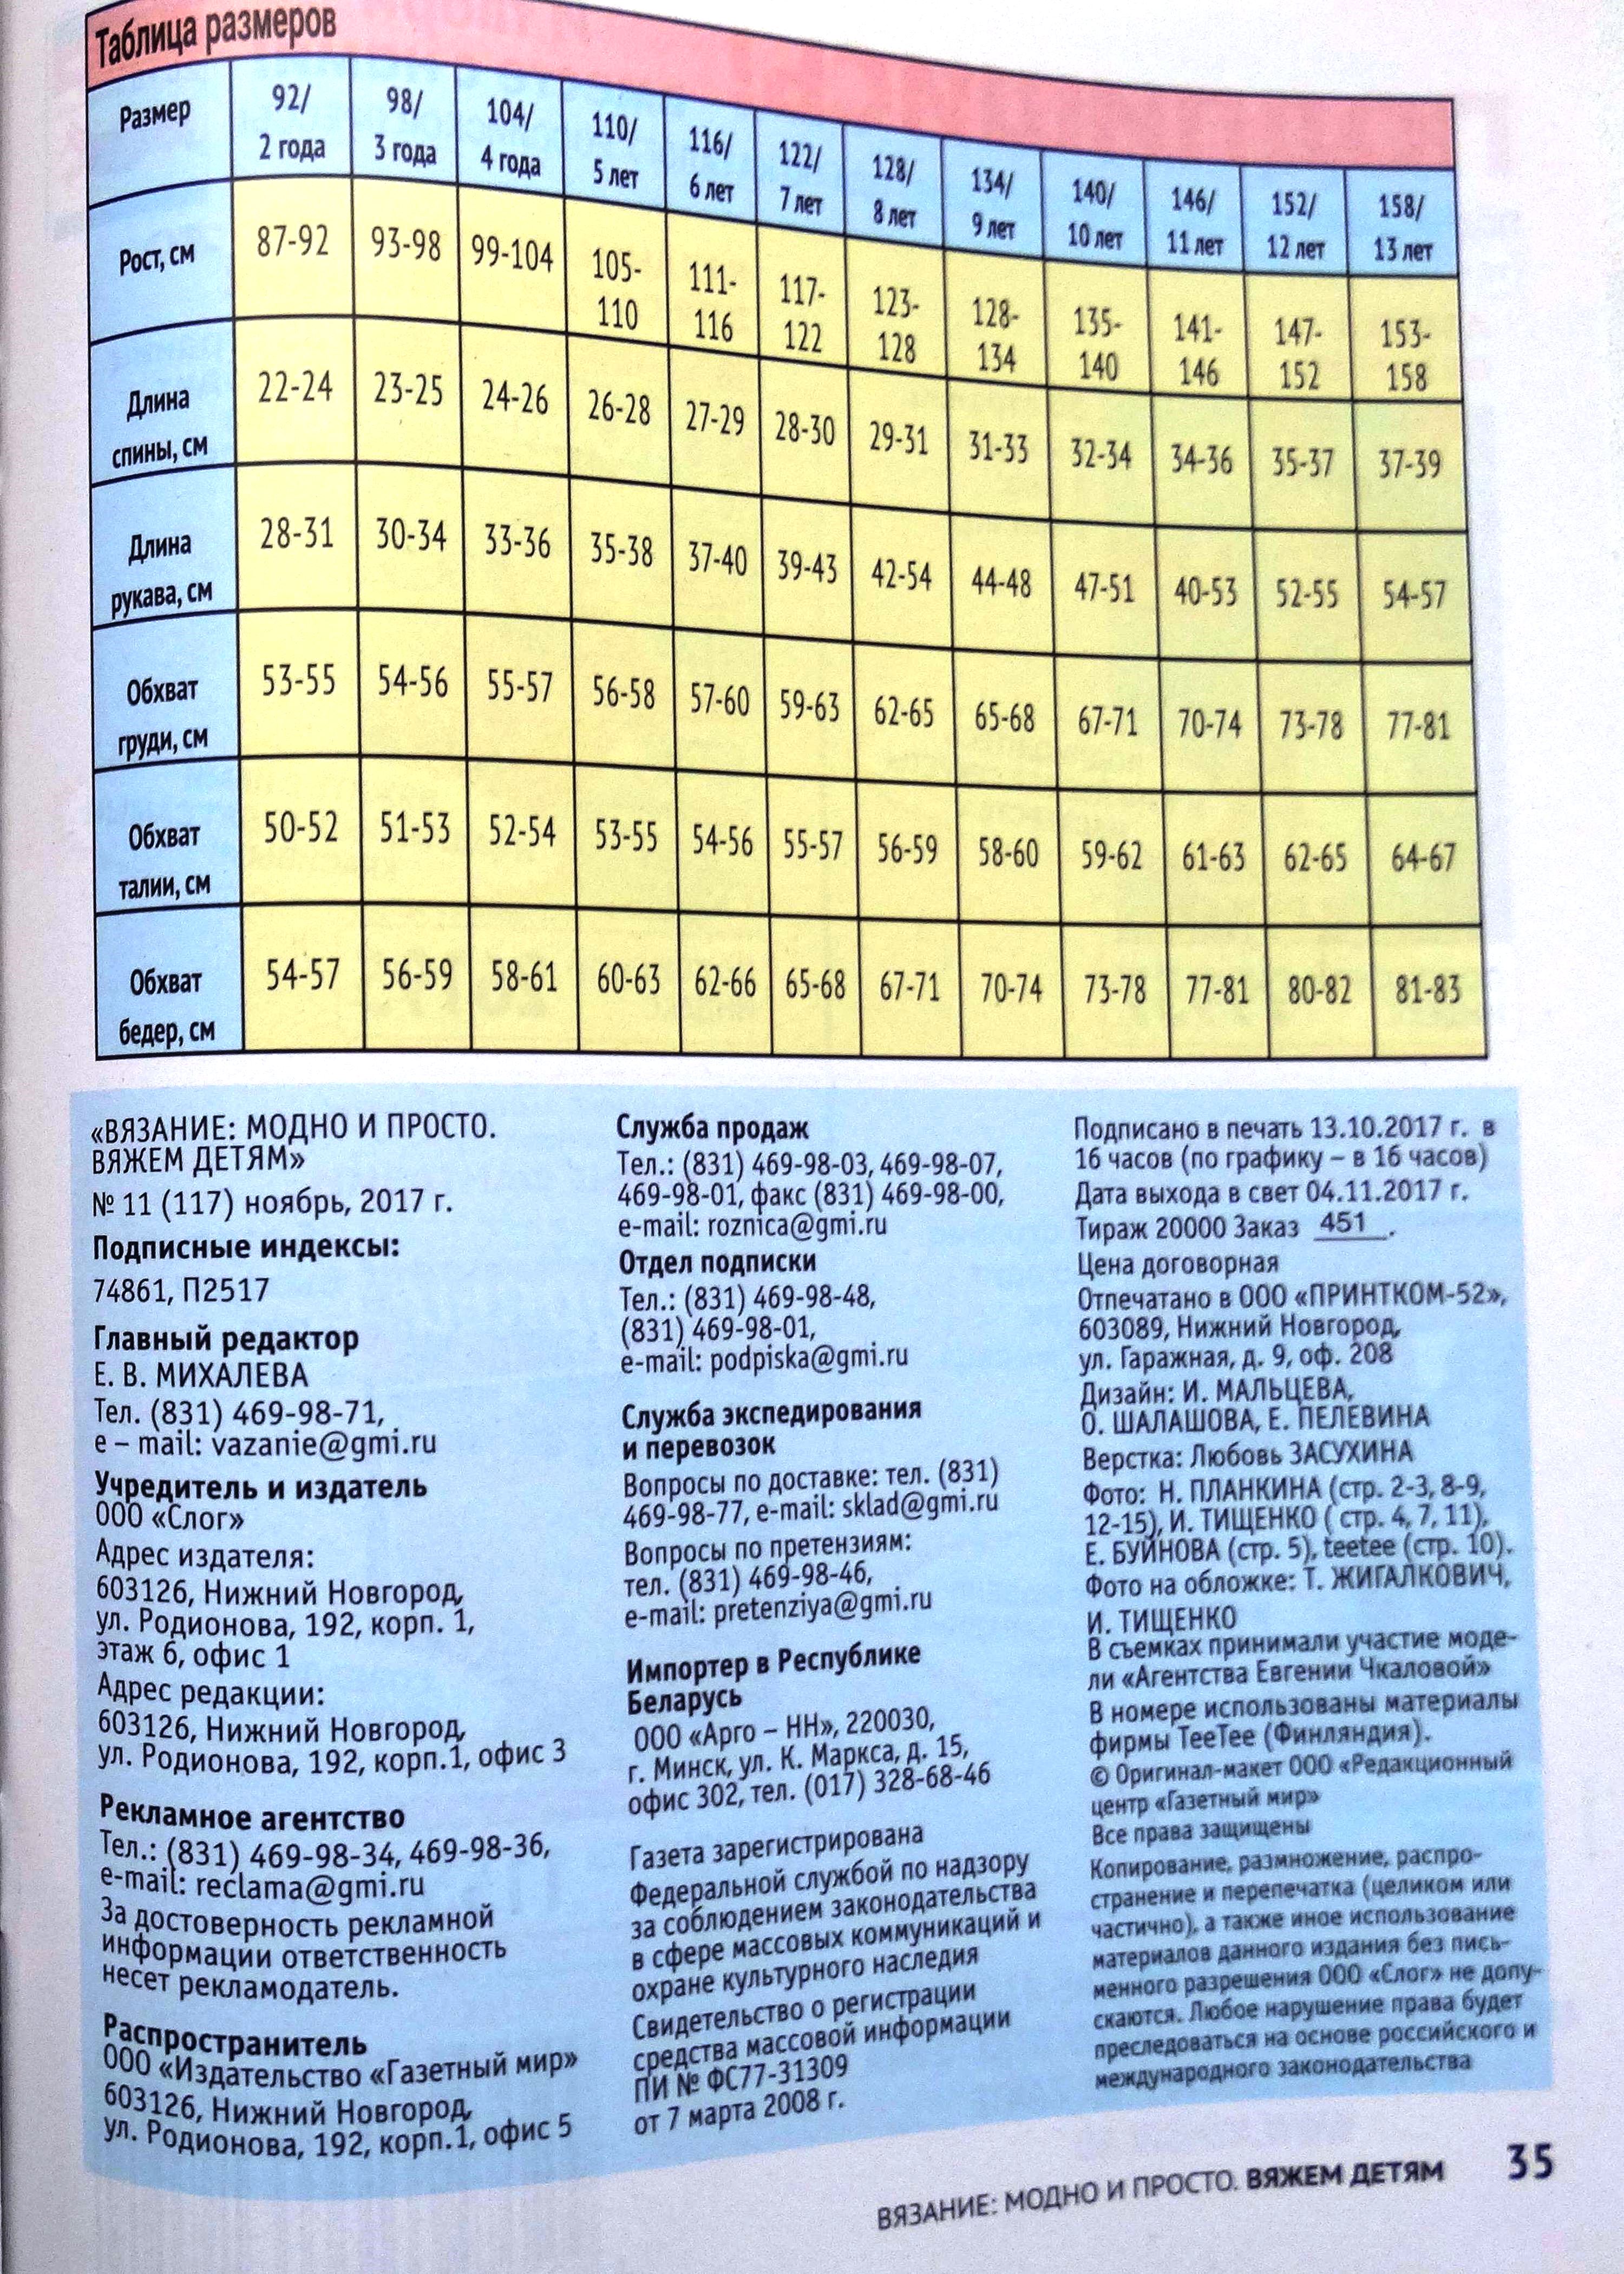 Таблица размеров
Размер 92/ 98/ 104/ 110/ 116/ 122/ 128/ 134/ 140/ 146/ 152/ 158/
2 года 3 года 4 года 5 лет 6 лет 7 лет 8 лет 9 лет 10 лет 11 лет 12 лет 13 лет
Рост, см 87-92 93-98 99-104 105- 111- 117- 123- 128- 135- 141- 147- 153-
110 116 122 128 134 140 146 152 158
Длина 22-24 23-25 24-26 26-28 27-29 28-30 29-31 31-33 32-34 34-36 35-37 37-39
спины, см
Длина 28-31 30-34 33-36 35-38 37-40 39-43 42-54 44-48 47-51 40-53 52-55 54-57
рукава, см
Обхват 53-55 54-56 55-57 56-58 57-60 59-63 62-65 65-68 67-71 70-74 73-78 77-81
груди, см
Обхват 50-52 51-53 52-54 53-55 54-56 55-57 56-59 58-60 59-62 61-63 62-65 64-67
талии, см
Обхват 54-57 56-59 58-61 60-63 62-66 65-68 67-71 70-74 73-78 77-81 80-82 81-83
бедер, см
«ВЯЗАНИЕ: МОДНО И ПРОСТО.
ВЯЖЕМ ДЕТЯМ»
№ 11 (117) ноябрь, 2017 г.
Подписные индексы:
74861, П2517
Главный редактор
Е. В. МИХАЛЕВА
Тел. (831) 469-98-71,
e – mail: vazanie@gmi.ru
Учредитель и издатель
ООО «Слог»
Адрес издателя:
603126, Нижний Новгород,
ул. Родионова, 192, корп. 1,
этаж 6, офис 1
Адрес редакции:
603126, Нижний Новгород,
ул. Родионова, 192, корп.1, офис 3
Рекламное агентство
Тел.: (831) 469-98-34, 469-98-36,
e-mail: reclama@gmi.ru
За достоверность рекламной
информации ответственность
несет рекламодатель.
Распространитель
ООО «Издательство «Газетный мир»
603126, Нижний Новгород,
ул. Родионова, 192, корп.1, офис 5
Служба продаж
Тел.: (831) 469-98-03, 469-98-07,
469-98-01, факс (831) 469-98-00,
e-mail: roznica@gmi.ru
Отдел подписки
Тел.: (831) 469-98-48,
(831) 469-98-01,
e-mail: podpiska@gmi.ru
Служба экспедирования
и перевозок
Вопросы по доставке: тел. (831)
469-98-77, e-mail: sklad@gmi.ru
Вопросы по претензиям:
тел. (831) 469-98-46,
e-mail: pretenziya@gmi.ru
Импортер в Республике
Беларусь
ООО «Арго – НН», 220030,
г. Минск, ул. К. Маркса, д. 15,
офис 302, тел. (017) 328-68-46
Газета зарегистрирована
Федеральной службой по надзору
за соблюдением законодательства
в сфере массовых коммуникаций и
охране культурного наследия
Свидетельство о регистрации
средства массовой информации
ПИ № ФС77-31309
от 7 марта 2008 г.
Подписано в печать 13.10.2017 г. в
16 часов (по графику – в 16 часов)
Дата выхода в свет 04.11.2017 г.
Тираж 20000 Заказ 451.
Цена договорная
Отпечатано в ООО «ПРИНТКОМ-52»,
603089, Нижний Новгород,
ул. Гаражная, д. 9, оф. 208
Дизайн: И. МАЛЬЦЕВА,
О. ШАЛАШОВА, Е. ПЕЛЕВИНА
Верстка: Любовь ЗАСУХИНА
Фото: Н. ПЛАНКИНА (стр. 2-3, 8-9,
12-15), И. ТИЩЕНКО ( стр. 4, 7, 11),
Е. БУЙНОВА (стр. 5), teetee (стр. 10).
Фото на обложке: Т. ЖИГАЛКОВИЧ,
И. ТИЩЕНКО
В съемках принимали участие моде-
ли «Агентства Евгении Чкаловой»
В номере использованы материалы
фирмы TeeTee (Финляндия).
© Оригинал-макет ООО «Редакционный
центр «Газетный мир»
Все права защищены
Копирование, размножение, распро-
странение и перепечатка (целиком или
частично), а также иное использование
материалов данного издания без пись-
менного разрешения ООО «Слог» не допу-
скаются. Любое нарушение права будет
преследоваться на основе российского и
международного законодательства
ВЯЗАНИЕ: МОДНО И ПРОСТО. ВЯЖЕМ ДЕТЯМ 35